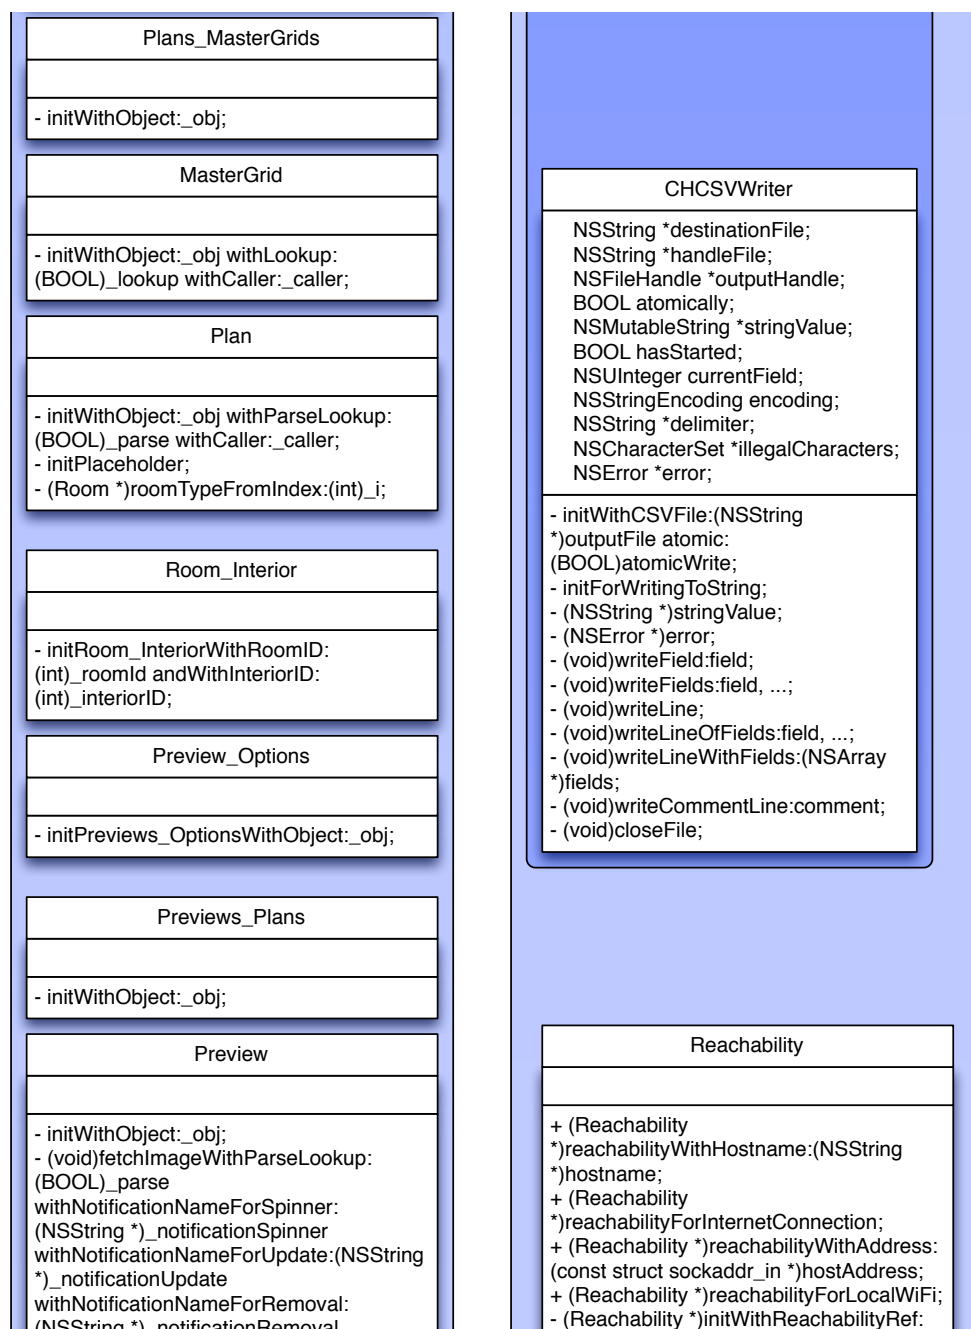 Plans_MasterGrids
- initWithObject:_obj;
MasterGrid
- initWithObject:_obj withLookup:
(BOOL)_lookup withCaller:_caller;
Plan
- initWithObject:_obj withParseLookup:
(BOOL)_parse withCaller:_caller;
- initPlaceholder;
- (Room *)roomTypeFromIndex:(int)_i;
Room_Interior
- initRoom_InteriorWithRoomID:
(int)_roomId andWithInteriorID:
(int)_interiorID;
Preview_Options
- initPreviews_OptionsWithObject:_obj;
Previews_Plans
- initWithObject:_obj;
Preview
- initWithObject:_obj;
- (void)fetchImageWithParseLookup:
(BOOL)_parse
withNotificationNameForSpinner:
(NSString *)_notificationSpinner
withNotificationNameForUpdate:(NSString
*)_notificationUpdate
withNotificationNameForRemoval:
(NSString *)_notificationRemoval
CHCSVWriter
NSString *destinationFile;
NSString *handleFile;
NSFileHandle *outputHandle;
BOOL atomically;
NSMutableString *stringValue;
BOOL hasStarted;
NSUInteger currentField;
NSStringEncoding encoding;
NSString *delimiter;
NSCharacterSet *illegalCharacters;
NSError *error;
- initWithCSVFile:(NSString
*)outputFile atomic:
(BOOL)atomicWrite;
- initForWritingToString;
- (NSString *)stringValue;
- (NSError *)error;
- (void)writeField:field;
- (void)writeFields:field, ...;
- (void)writeLine;
- (void)writeLineOfFields:field, ...;
- (void)writeLineWithFields:(NSArray
*)fields;
- (void)writeCommentLine:comment;
- (void)closeFile;
Reachability
+ (Reachability
*)reachabilityWithHostname:(NSString
*)hostname;
+ (Reachability
*)reachabilityForInternetConnection;
+ (Reachability *)reachabilityWithAddress:
(const struct sockaddr_in *)hostAddress;
+ (Reachability *)reachabilityForLocalWiFi;
- (Reachability *)initWithReachabilityRef: